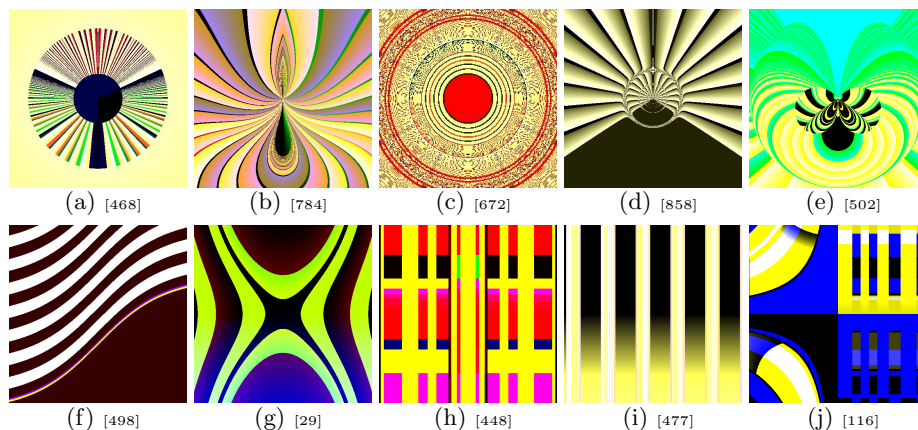 (a) [468] (b) [784] (c) [672] (d) [858] (e) [502]
(f) [498] (g) [29] (h) [448] (i) [477] (j) [116]